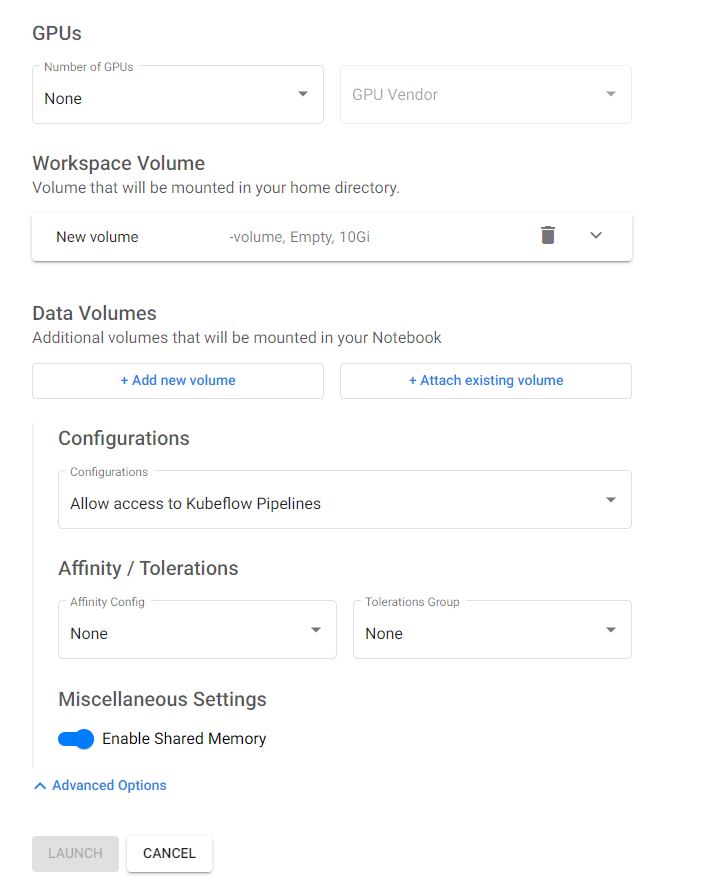 GPUs
Number of GPUs
None
GPU Vendor
Workspace Volume
Volume that will be mounted in your home directory.
New volume -volume, Empty, 10Gi
Data Volumes
Additional volumes that will be mounted in your Notebook
+ Add new volume + Attach existing volume
Configurations
Configurations
Allow access to Kubeflow Pipelines
Affinity / Tolerations
Affinity Config Tolerations Group
None None
Miscellaneous Settings
Enable Shared Memory
Advanced Options
LAUNCH CANCEL